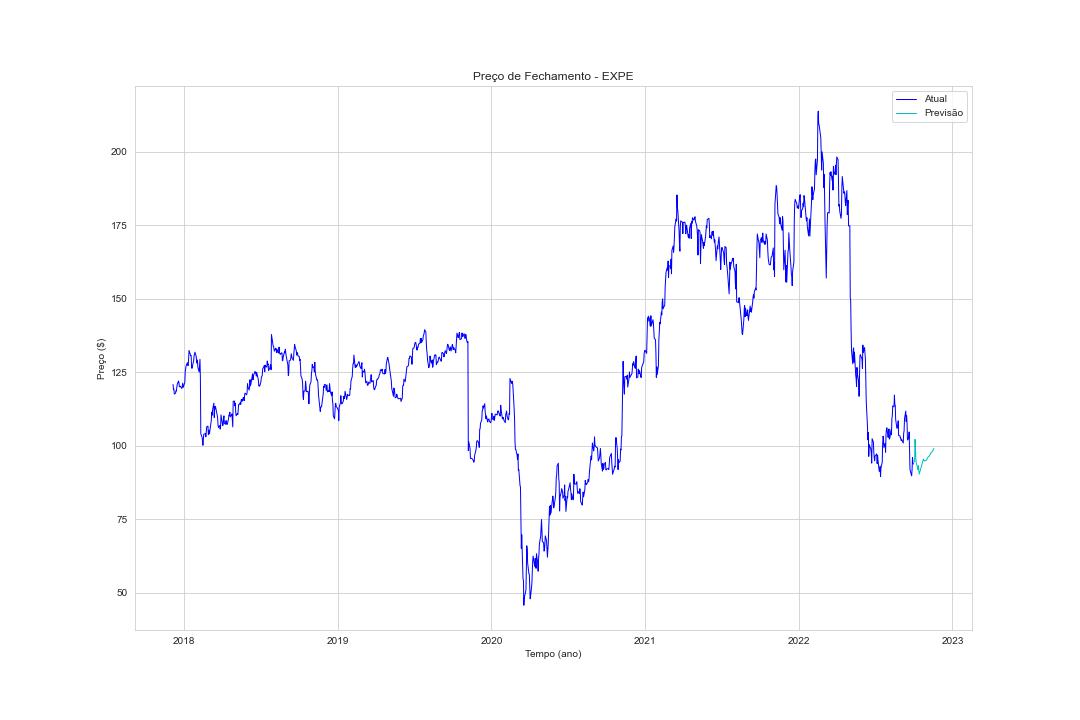 Preço de Fechamento - EXPE
Atual
Previsão
Preço ($)
200
175
150
125
100
75
50
2018
2019
2020
2021
2022
2023
Tempo (ano)